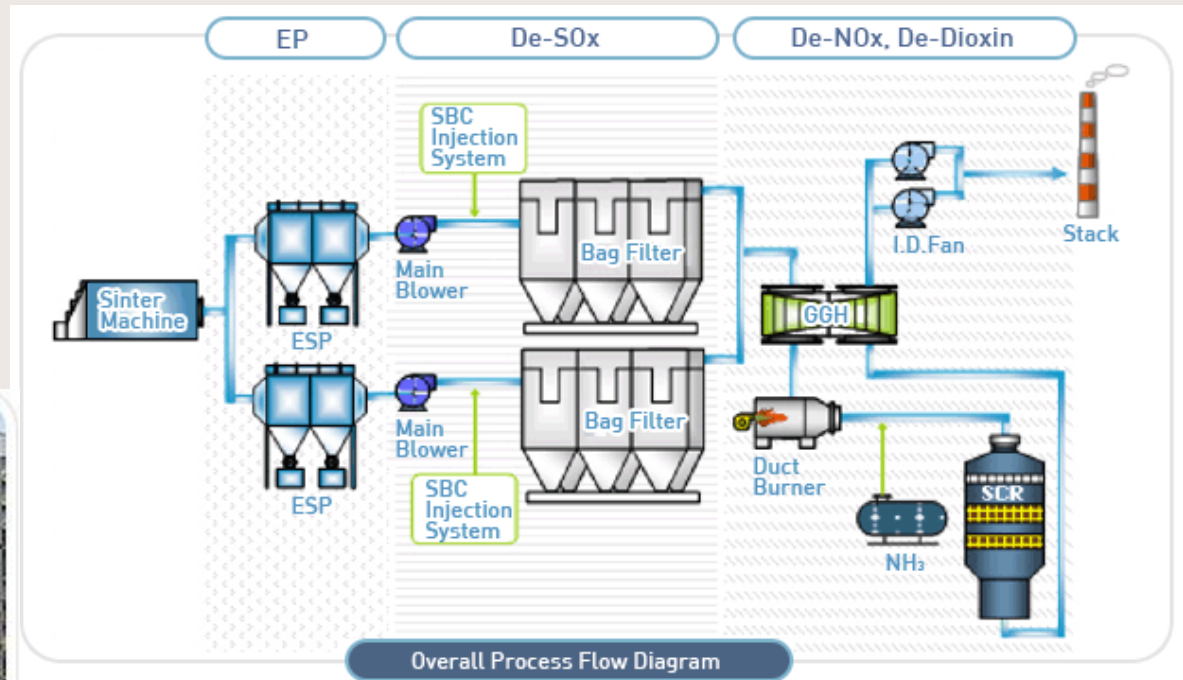 EP
De-SOx
De-NOx, De-Dioxin
SBC
Injection
System
Sinter
Machine
ESP
Main
Blower
Bag Filter
GGH
I.D.Fan
Stack
ESP
Main
Blower
Bag Filter
SBC
Injection
System
Duct
Burner
NH₃
SCR
Overall Process Flow Diagram